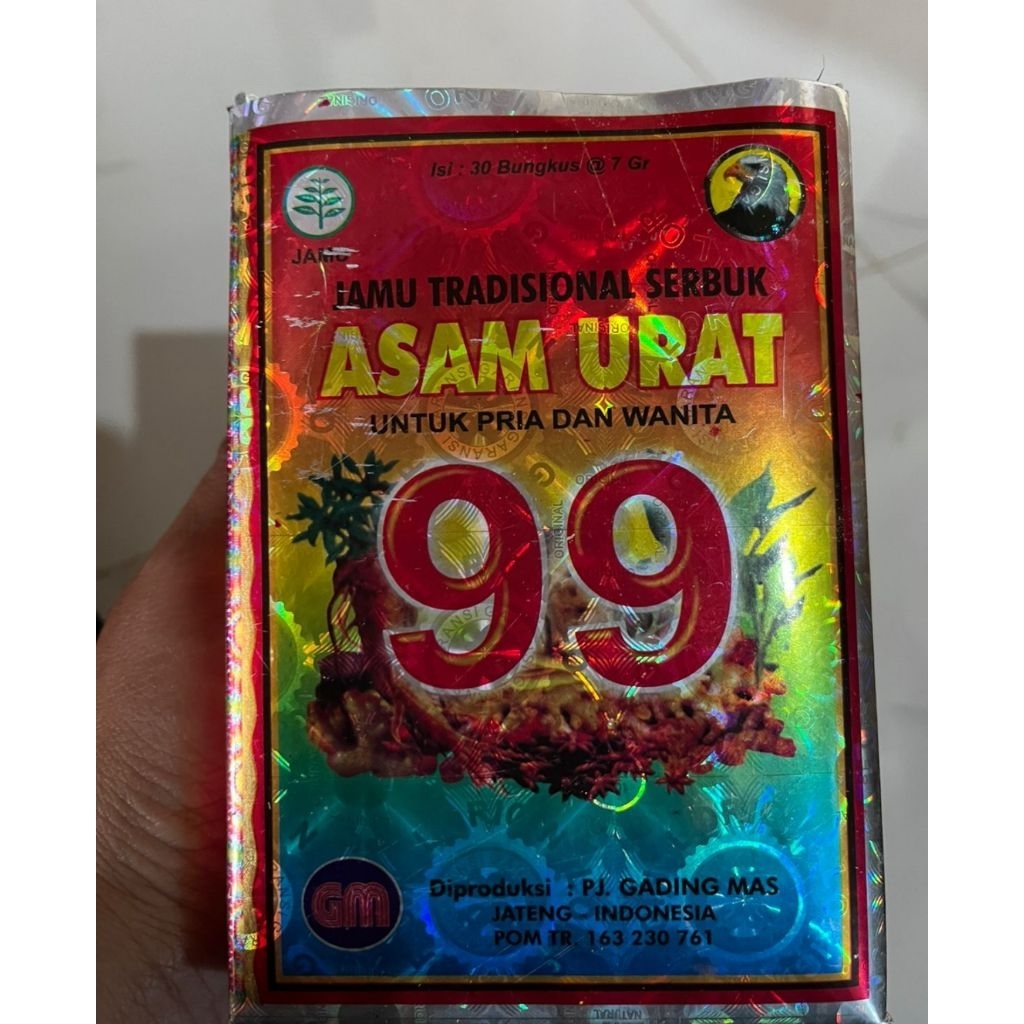 Isi : 30 Bungkus @ 7 Gr
JAMU
JAMU TRADISIONAL SERBUK
ASAM URAT
UNTUK PRIA DAN WANITA
99
GM
Diproduksi : PJ. GADING MAS
JATENG - INDONESIA
POM TR. 163 230 761